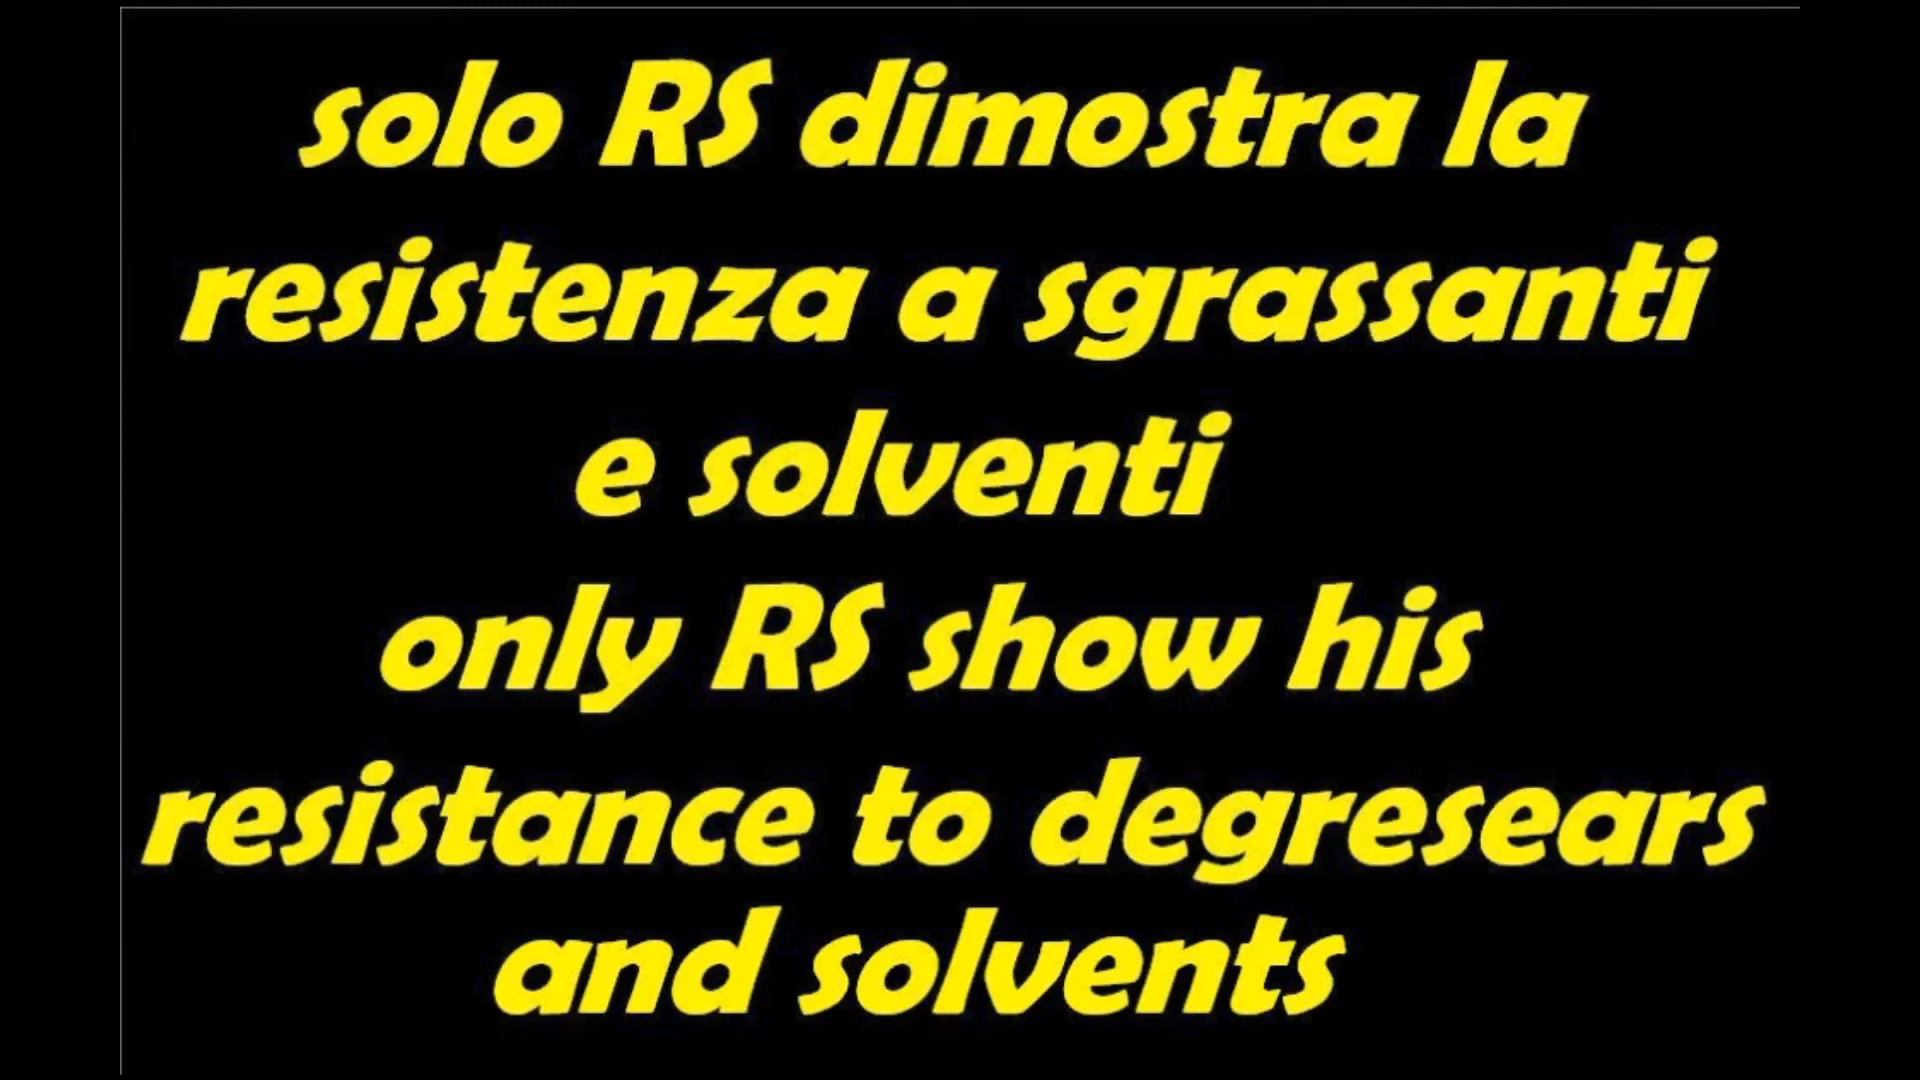 solo RS dimostra la
resistenza a sgrassanti
e solventi
only RS show his
resistance to degresears
and solvents